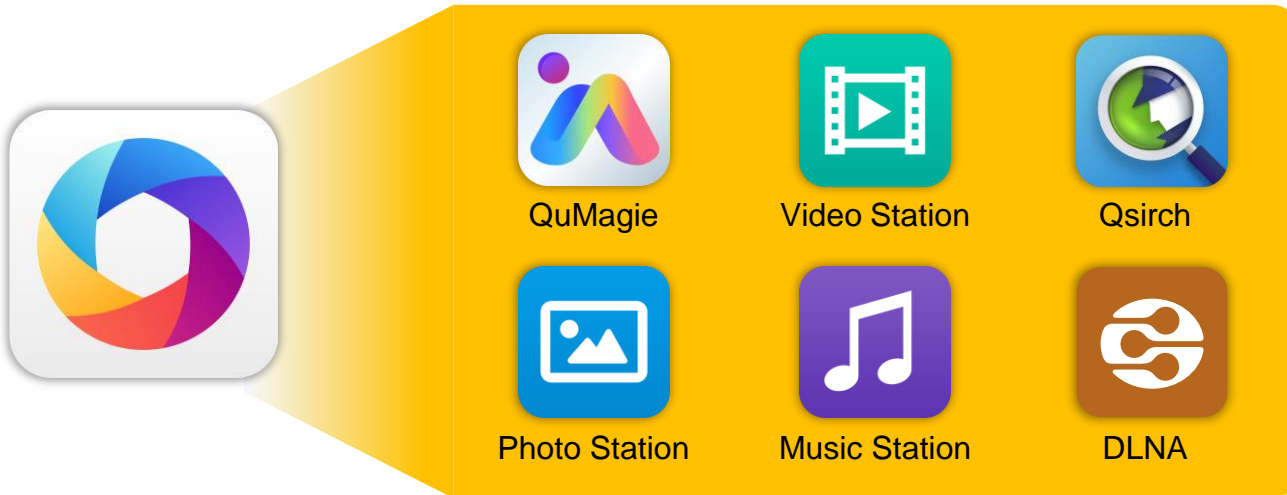 QuMagie
Video Station
Qsirch
Photo Station
Music Station
DLNA